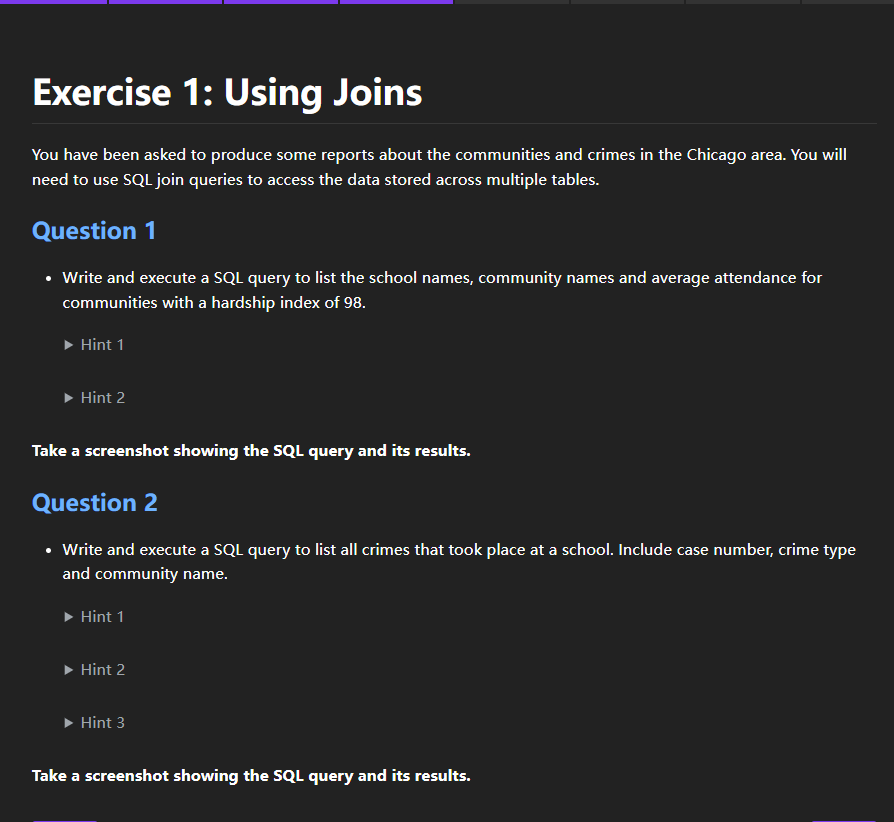 Exercise 1: Using Joins
You have been asked to produce some reports about the communities and crimes in the Chicago area. You will
need to use SQL join queries to access the data stored across multiple tables.
Question 1
• Write and execute a SQL query to list the school names, community names and average attendance for
communities with a hardship index of 98.
▶ Hint 1
▶ Hint 2
Take a screenshot showing the SQL query and its results.
Question 2
• Write and execute a SQL query to list all crimes that took place at a school. Include case number, crime type
and community name.
▶ Hint 1
▶ Hint 2
▶ Hint 3
Take a screenshot showing the SQL query and its results.